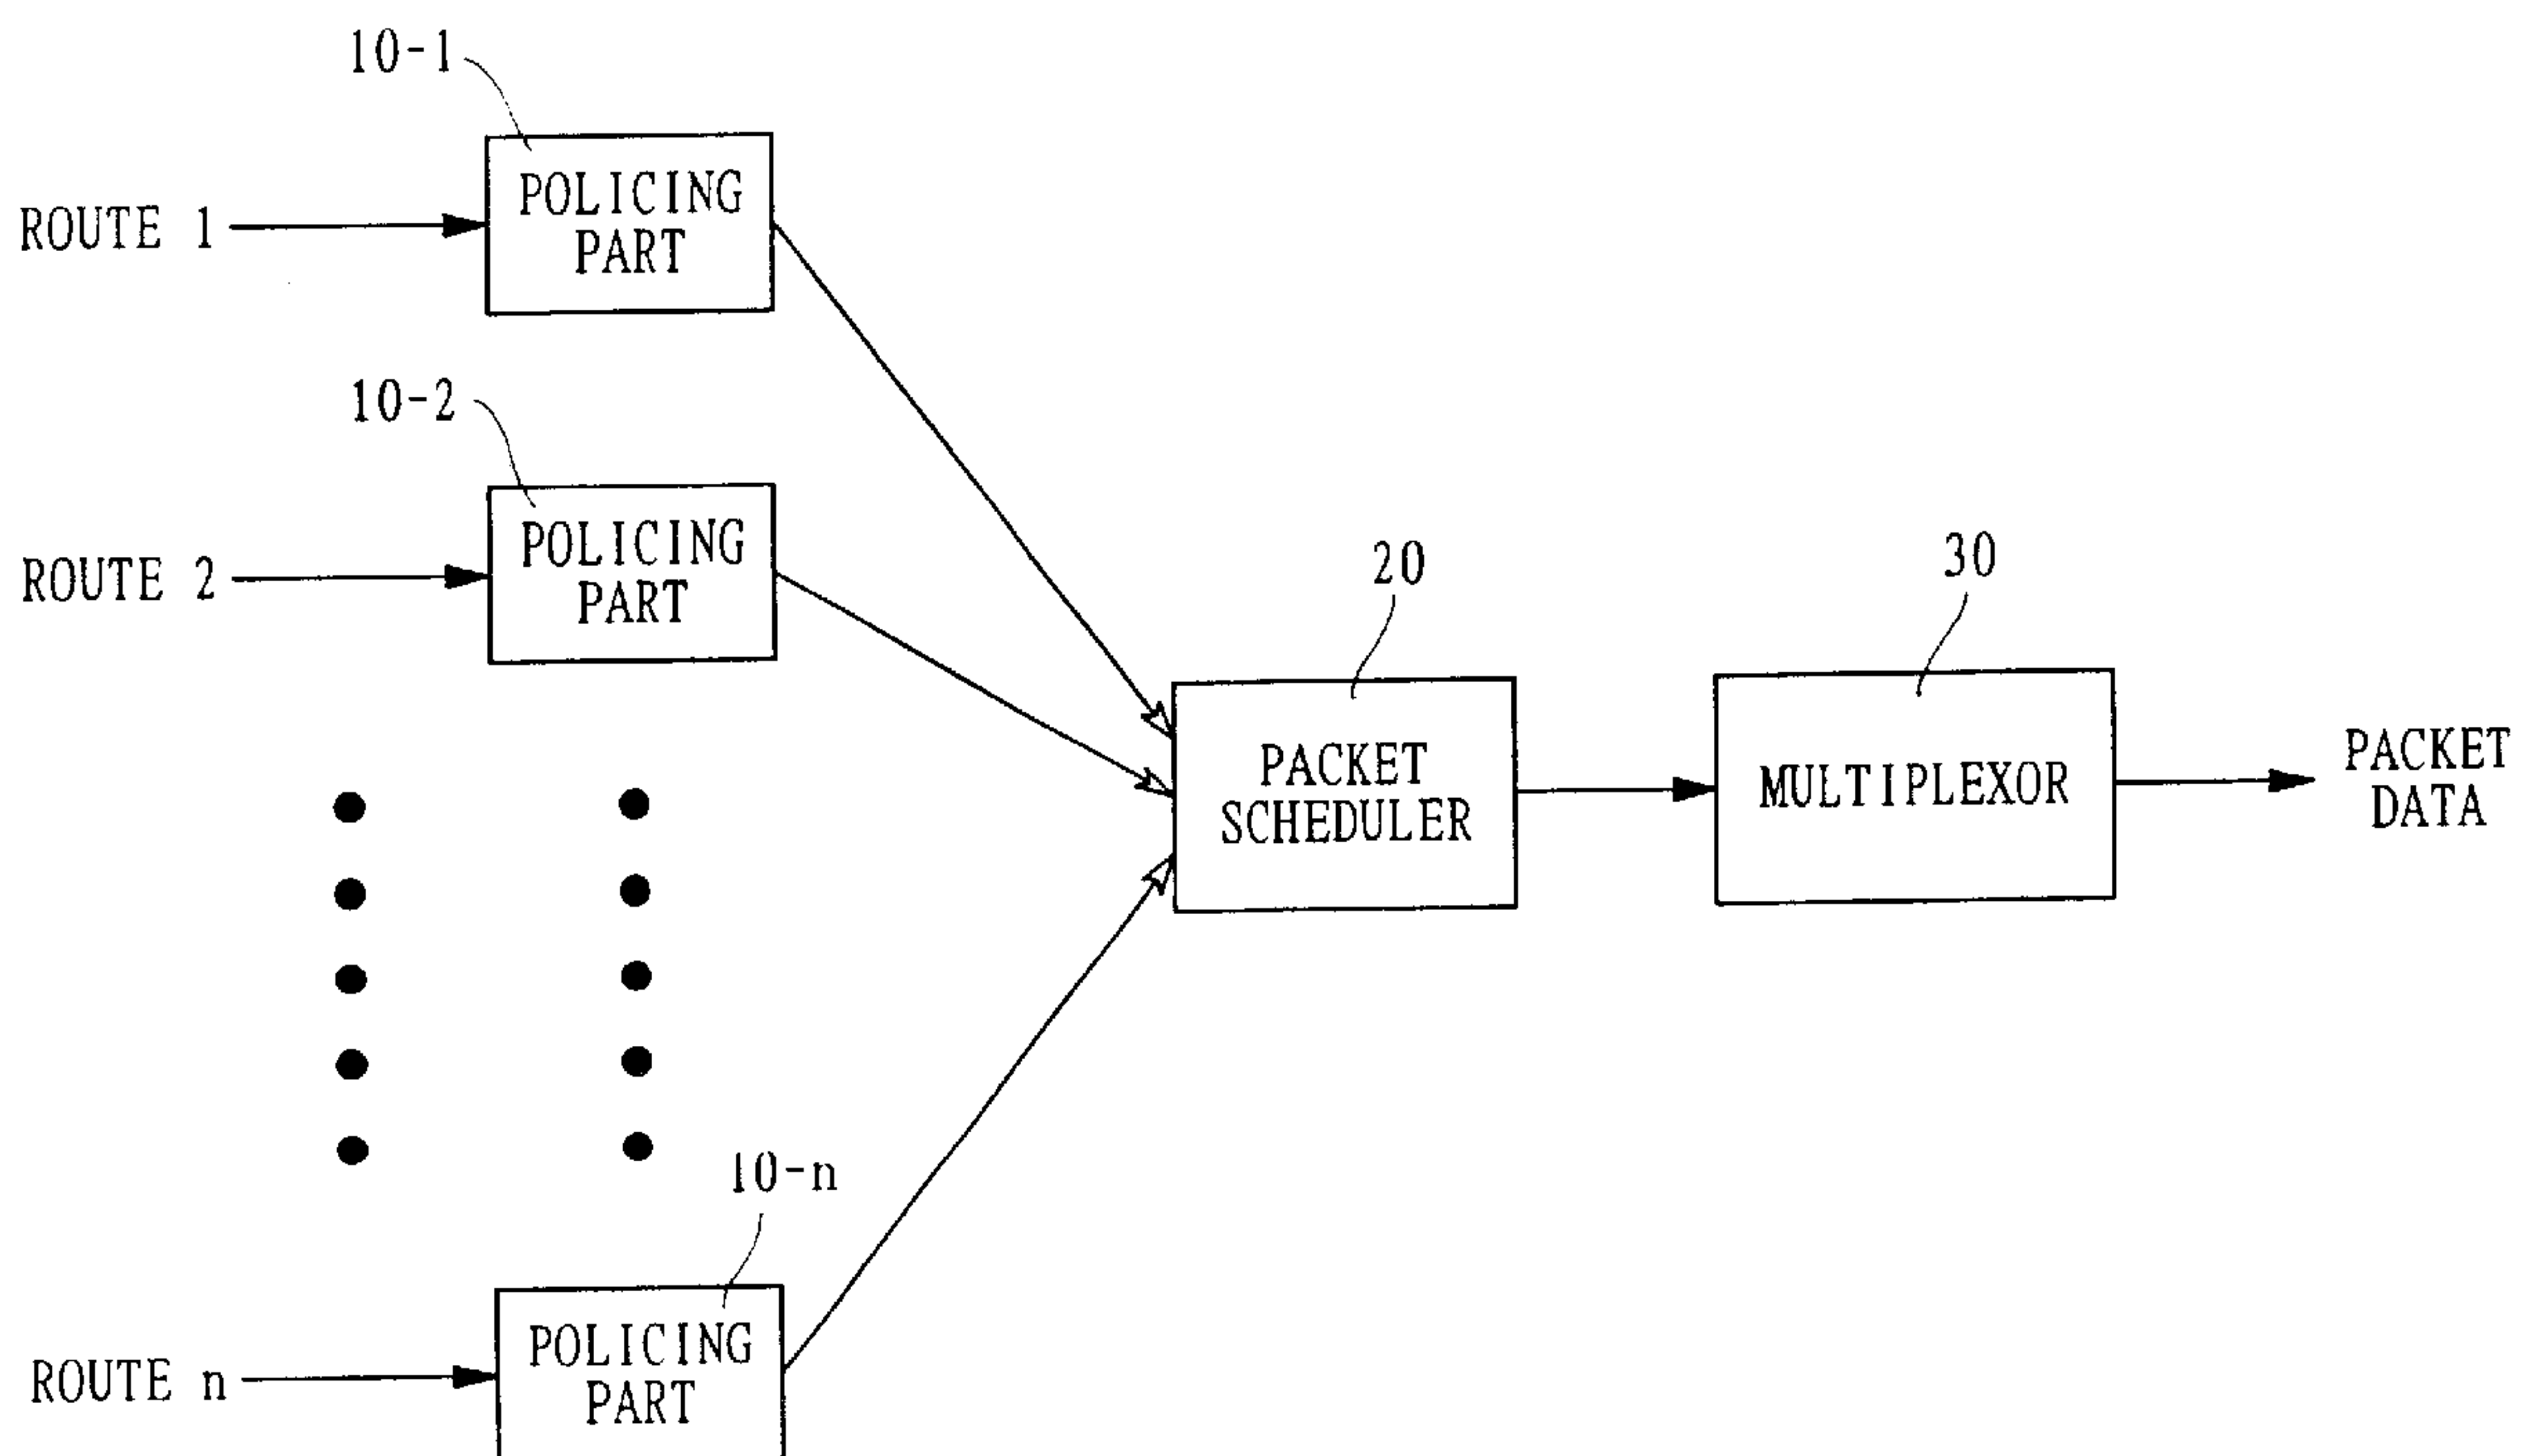 10-1
POLICING
PART
ROUTE 1
10-2
POLICING
PART
ROUTE 2
20
30
PACKET
SCHEDULER
MULTIPLEXOR
PACKET
DATA
10-n
POLICING
PART
ROUTE n